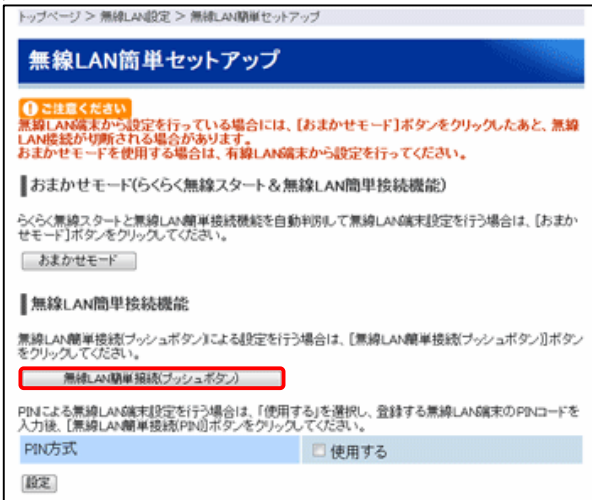 トップページ > 無線LAN設定 > 無線LAN簡単セットアップ
無線LAN簡単セットアップ
ご注意ください
無線LAN端末から設定を行っている場合には、[おまかせモード]ボタンをクリックしたあと、無線
LAN接続が切断される場合があります。
おまかせモードを使用する場合は、有線LAN端末から設定を行ってください。
おまかせモード(らくらく無線スタート&無線LAN簡単接続機能)
らくらく無線スタートと無線LAN簡単接続機能を自動判別して無線LAN端末設定を行う場合は、[おまか
せモード]ボタンをクリックしてください。
おまかせモード
無線LAN簡単接続機能
無線LAN簡単接続(プッシュボタン)による設定を行う場合は、[無線LAN簡単接続(プッシュボタン)]ボタン
をクリックしてください。
無線LAN簡単接続(プッシュボタン)
PINによる無線LAN端末設定を行う場合は、「使用する」を選択し、登録する無線LAN端末のPINコードを
入力後、[無線LAN簡単接続(PIN)]ボタンをクリックしてください。
PIN方式 使用する
設定